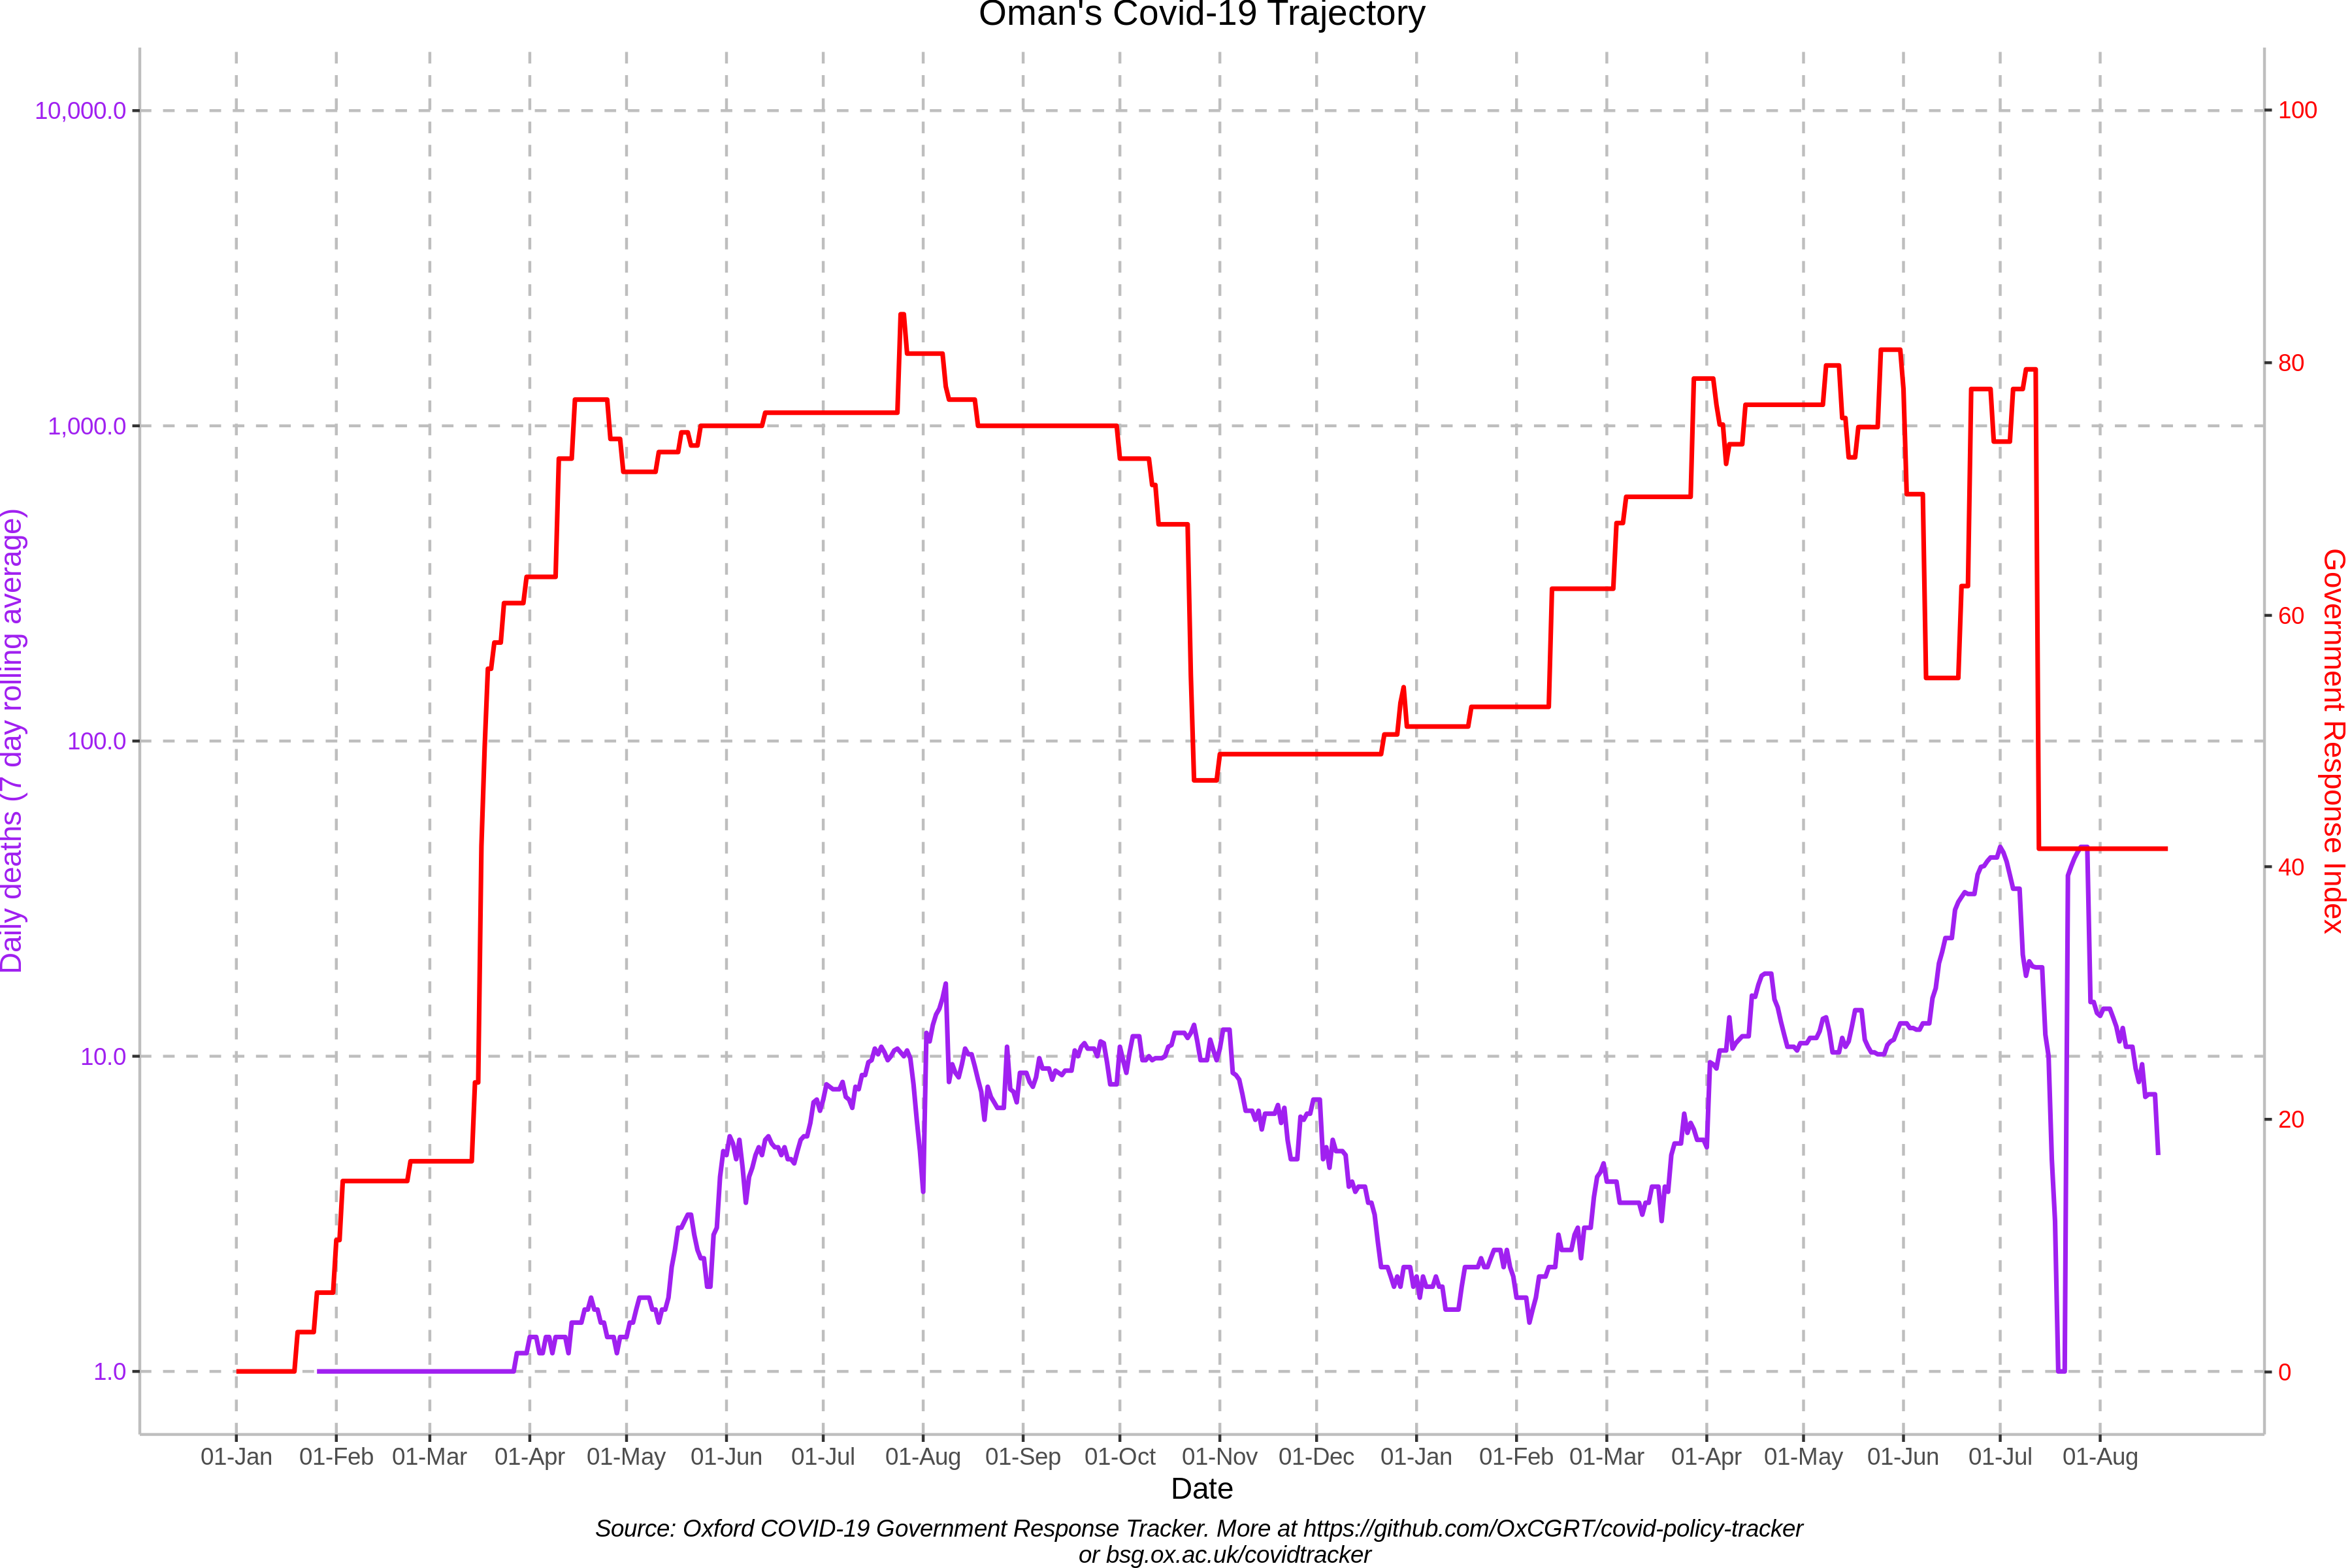 Oman's Covid-19 Trajectory
10,000.0
1,000.0
100.0
10.0
1.0
Daily deaths (7 day rolling average)
100
80
60
40
20
0
Government Response Index
01-Jan 01-Feb 01-Mar 01-Apr 01-May 01-Jun 01-Jul 01-Aug 01-Sep 01-Oct 01-Nov 01-Dec 01-Jan 01-Feb 01-Mar 01-Apr 01-May 01-Jun 01-Jul 01-Aug
Date
Source: Oxford COVID-19 Government Response Tracker. More at https://github.com/OxCGRT/covid-policy-tracker
or bsg.ox.ac.uk/covidtracker